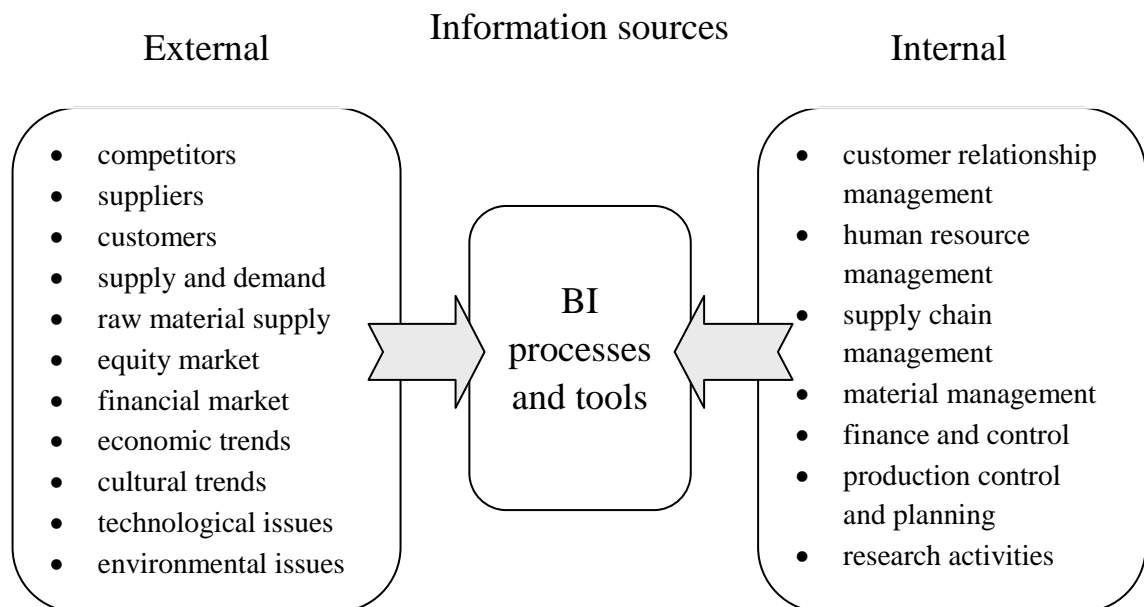 Information sources
External
Internal
• competitors
• suppliers
• customers
• supply and demand
• raw material supply
• equity market
• financial market
• economic trends
• cultural trends
• technological issues
• environmental issues
BI
processes
and tools
• customer relationship
management
• human resource
management
• supply chain
management
• material management
• finance and control
• production control
and planning
• research activities